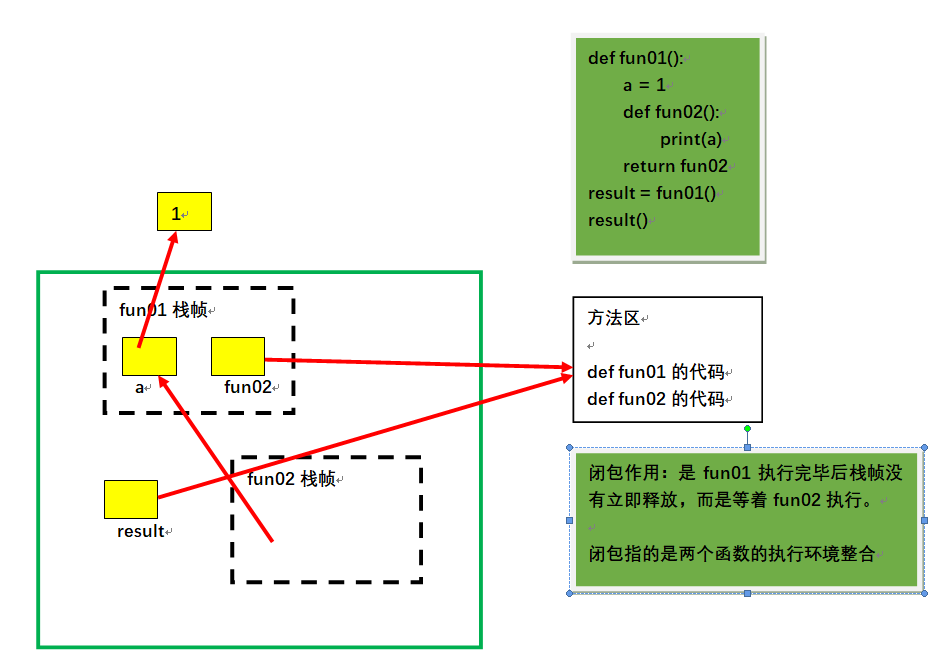 def fun01():
a = 1
def fun02():
print(a)
return fun02
result = fun01()
result()
1
fun01 栈帧
a
fun02
方法区
def fun01 的代码
def fun02 的代码
fun02 栈帧
result
闭包作用：是 fun01 执行完毕后栈帧没
有立即释放，而是等着 fun02 执行。
闭包指的是两个函数的执行环境整合